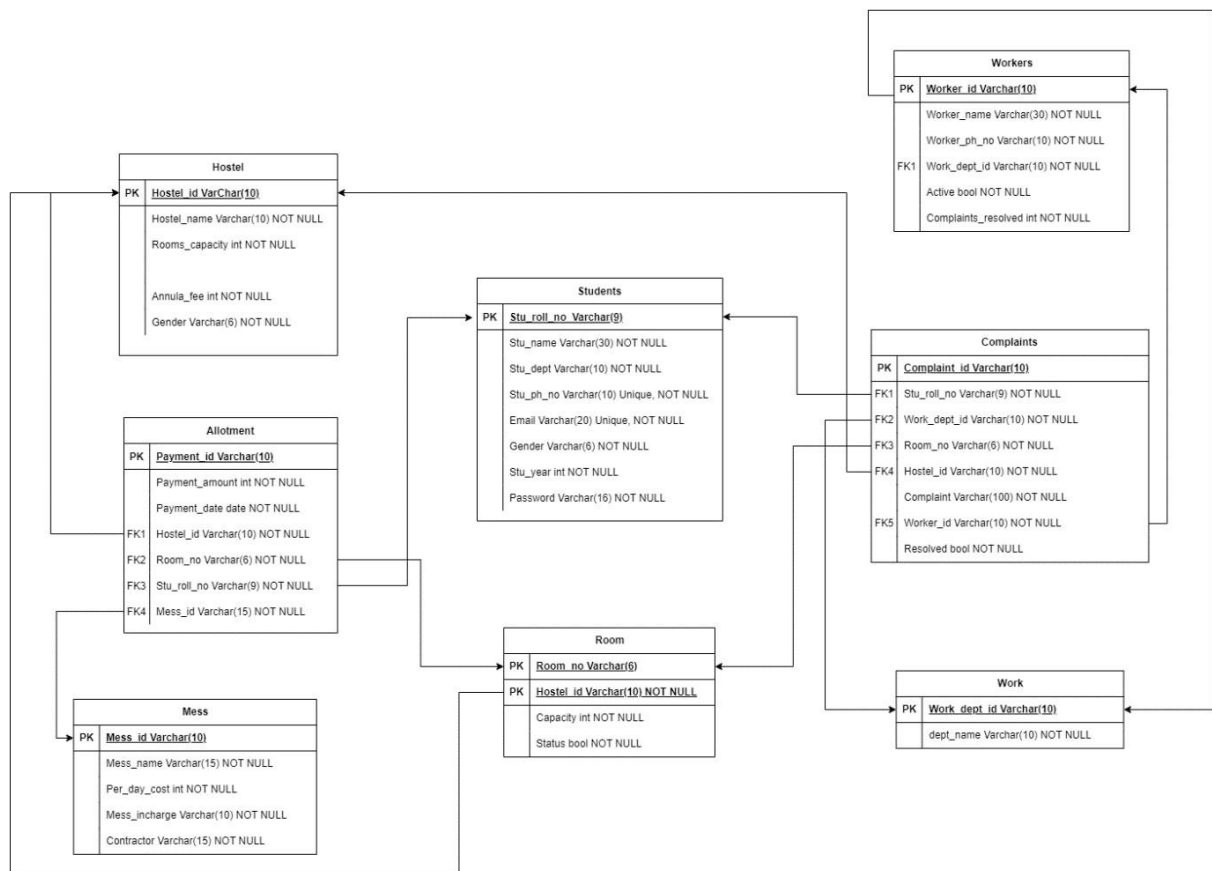 Workers
PK Worker_id Varchar(10)
Worker_name Varchar(30) NOT NULL
Worker_ph_no Varchar(10) NOT NULL
FK1 Work_dept_id Varchar(10) NOT NULL
Active bool NOT NULL
Complaints_resolved int NOT NULL
Hostel
PK Hostel_id VarChar(10)
Hostel_name Varchar(10) NOT NULL
Rooms_capacity int NOT NULL
Annula_fee int NOT NULL
Gender Varchar(6) NOT NULL
Students
PK Stu_roll_no Varchar(9)
Stu_name Varchar(30) NOT NULL
Stu_dept Varchar(10) NOT NULL
Stu_ph_no Varchar(10) Unique, NOT NULL
Email Varchar(20) Unique, NOT NULL
Gender Varchar(6) NOT NULL
Stu_year int NOT NULL
Password Varchar(16) NOT NULL
Complaints
PK Complaint_id Varchar(10)
FK1 Stu_roll_no Varchar(9) NOT NULL
FK2 Work_dept_id Varchar(10) NOT NULL
FK3 Room_no Varchar(6) NOT NULL
FK4 Hostel_id Varchar(10) NOT NULL
Complaint Varchar(100) NOT NULL
FK5 Worker_id Varchar(10) NOT NULL
Resolved bool NOT NULL
Allotment
PK Payment_id Varchar(10)
Payment_amount int NOT NULL
Payment_date date NOT NULL
FK1 Hostel_id Varchar(10) NOT NULL
FK2 Room_no Varchar(6) NOT NULL
FK3 Stu_roll_no Varchar(9) NOT NULL
FK4 Mess_id Varchar(15) NOT NULL
Room
PK Room_no Varchar(6)
PK Hostel_id Varchar(10) NOT NULL
Capacity int NOT NULL
Status bool NOT NULL
Work
PK Work_dept_id Varchar(10)
dept_name Varchar(10) NOT NULL
Mess
PK Mess_id Varchar(10)
Mess_name Varchar(15) NOT NULL
Per_day_cost int NOT NULL
Mess_incharge Varchar(10) NOT NULL
Contractor Varchar(15) NOT NULL